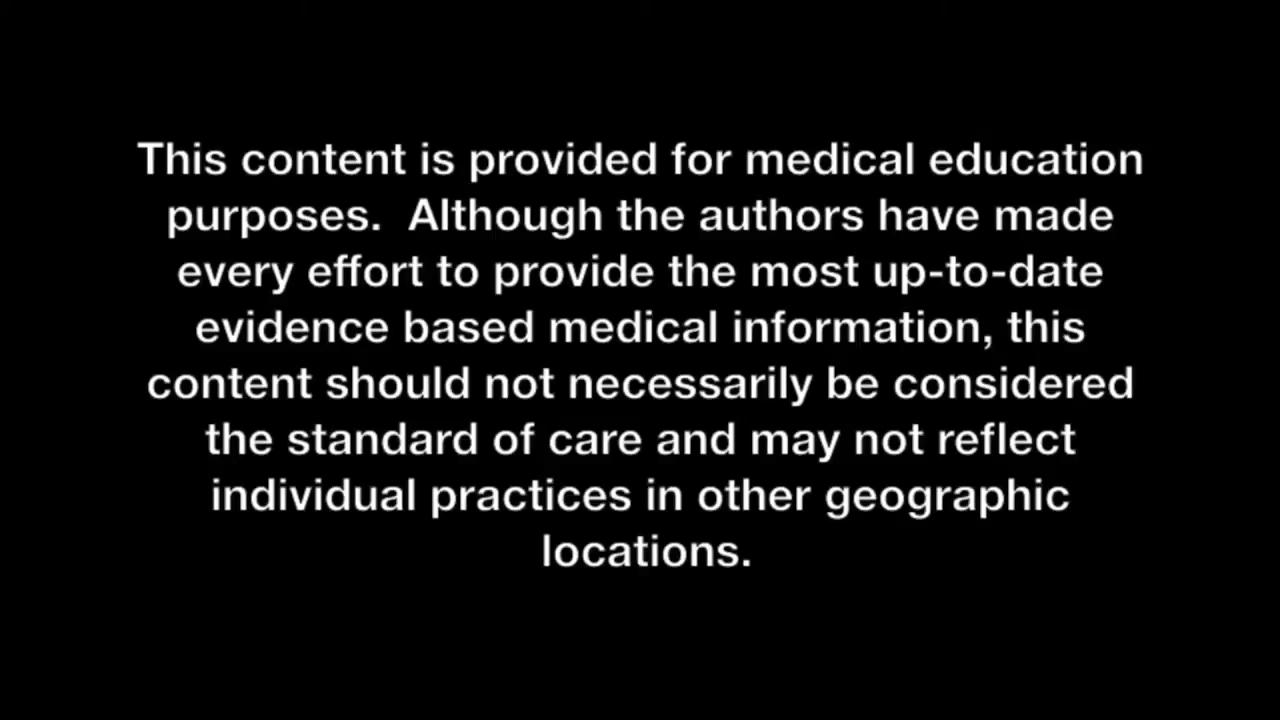 This content is provided for medical education
purposes.  Although the authors have made
every effort to provide the most up-to-date
evidence based medical information, this
content should not necessarily be considered
the standard of care and may not reflect
individual practices in other geographic
locations.